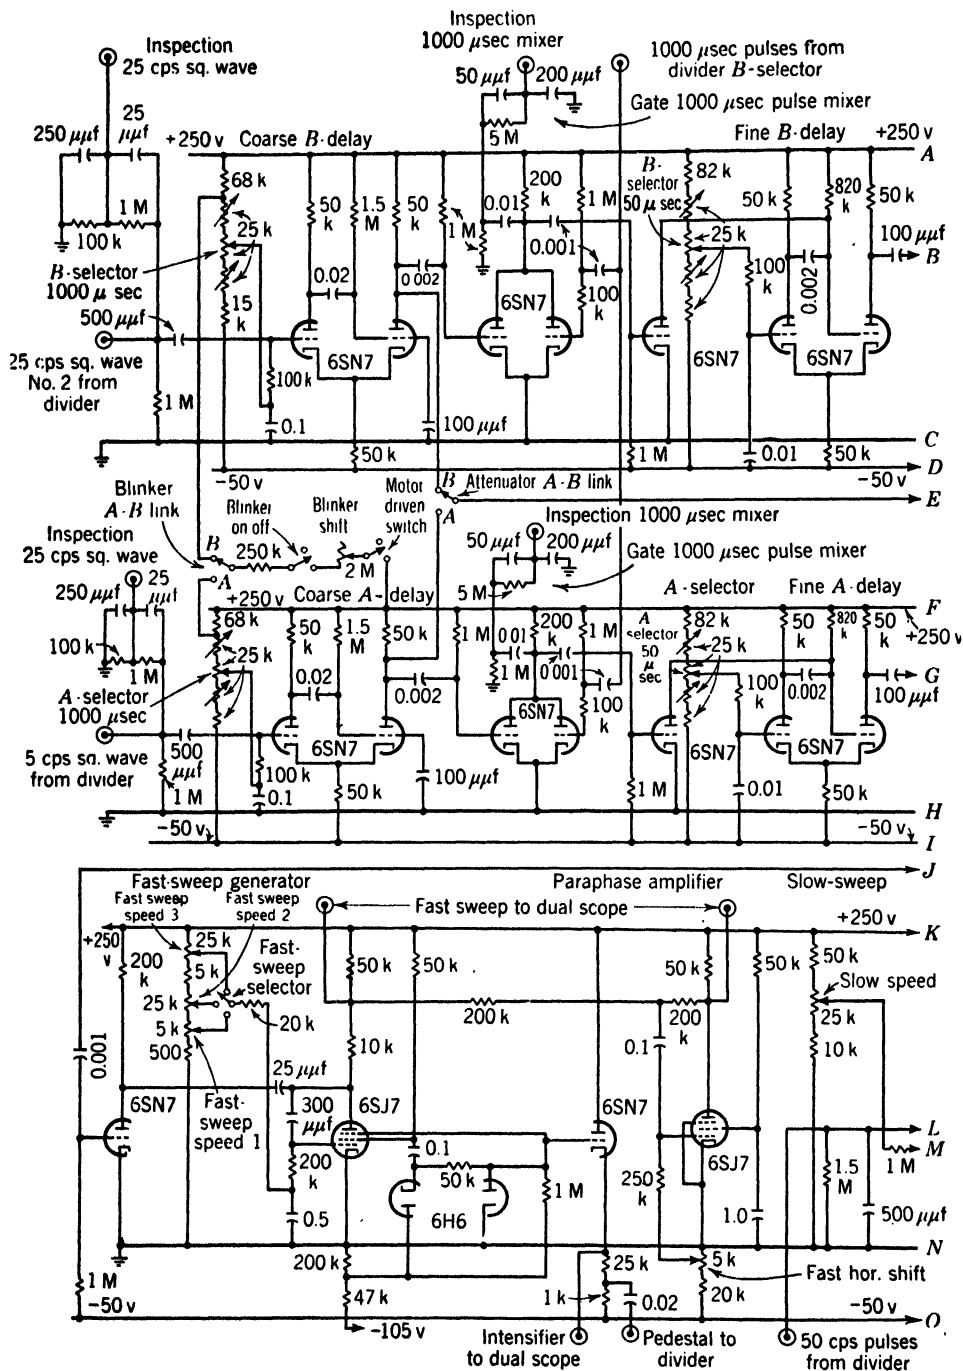 Inspection
25 cps sq. wave
Inspection
1000 μsec mixer
1000 μsec pulses from
divider B-selector
50 μμf
200 μμf
Gate 1000 μsec pulse mixer
5 M
250 μμf
25
μμf
+250 v
Coarse B-delay
Fine B-delay
+250 v
A
68 k
50
k
1.5
M
50 k
1 M
0.01
200
k
1 M
B-
selector
50 μ sec
82 k
50 k
820
k
50 k
1 M
100 k
25 k
0.001
25 k
100 μμf
B
B-selector
1000 μ sec
0.02
0.002
100
k
0.002
15
k
6SN7
100
k
500 μμf
25 cps sq. wave
No. 2 from
divider
6SN7
6SN7
6SN7
1 M
100k
0.1
100 μμf
C
50 k
1 M
0.01
50 k
D
-50 v
-50 v
Blinker
A-B link
Blinker
on off
Blinker
shift
Motor
driven
switch
B
Attenuator A-B link
A
E
Inspection
25 cps sq. wave
B
250 k
2 M
A
Inspection 1000 μsec mixer
50 μμf
200 μμf
Gate 1000 μsec pulse mixer
5 M
250 μμf
25
μμf
+250 v
Coarse A-delay
A-selector
Fine A-delay
F
+250 v
68 k
50
k
1.5
M
50 k
1 M
0.01
200
k
1 M
A
selector
50
μ
sec
82 k
50
k
820
k
50
k
100 k
1 M
25 k
1 M
0.001
25 k
G
A-selector
1000 μsec
0.02
0.002
6SN7
100
k
100
k
0.002
100 μμf
5 cps sq. wave
from divider
500
μμf
6SN7
6SN7
6SN7
100 k
100 μμf
1 M
0.1
50 k
1 M
0.01
50 k
H
-50 v
-50 v
I
J
Fast-sweep generator
Paraphase amplifier
Slow-sweep
Fast sweep
speed 3
Fast sweep
speed 2
Fast sweep to dual scope
+250
v
+250 v
K
200
k
25 k
Fast-
sweep
selector
50 k
50 k
50 k
50 k
50 k
5 k
25 k
Slow speed
20 k
200 k
200
k
25 k
5 k
500
10 k
0.1
10 k
0.001
25 μμf
6SN7
Fast-
sweep
speed 1
300
μμf
6SJ7
6SN7
L
M
200
k
0.1
6SJ7
1 M
50 k
1 M
250
k
1.5
M
500
μμf
0.5
6H6
1.0
N
200 k
25 k
5 k
Fast hor. shift
1 M
-50 v
47 k
1 k
0.02
20 k
-50 v
O
-105 v
Intensifier
to dual scope
Pedestal to
divider
50 cps pulses
from divider